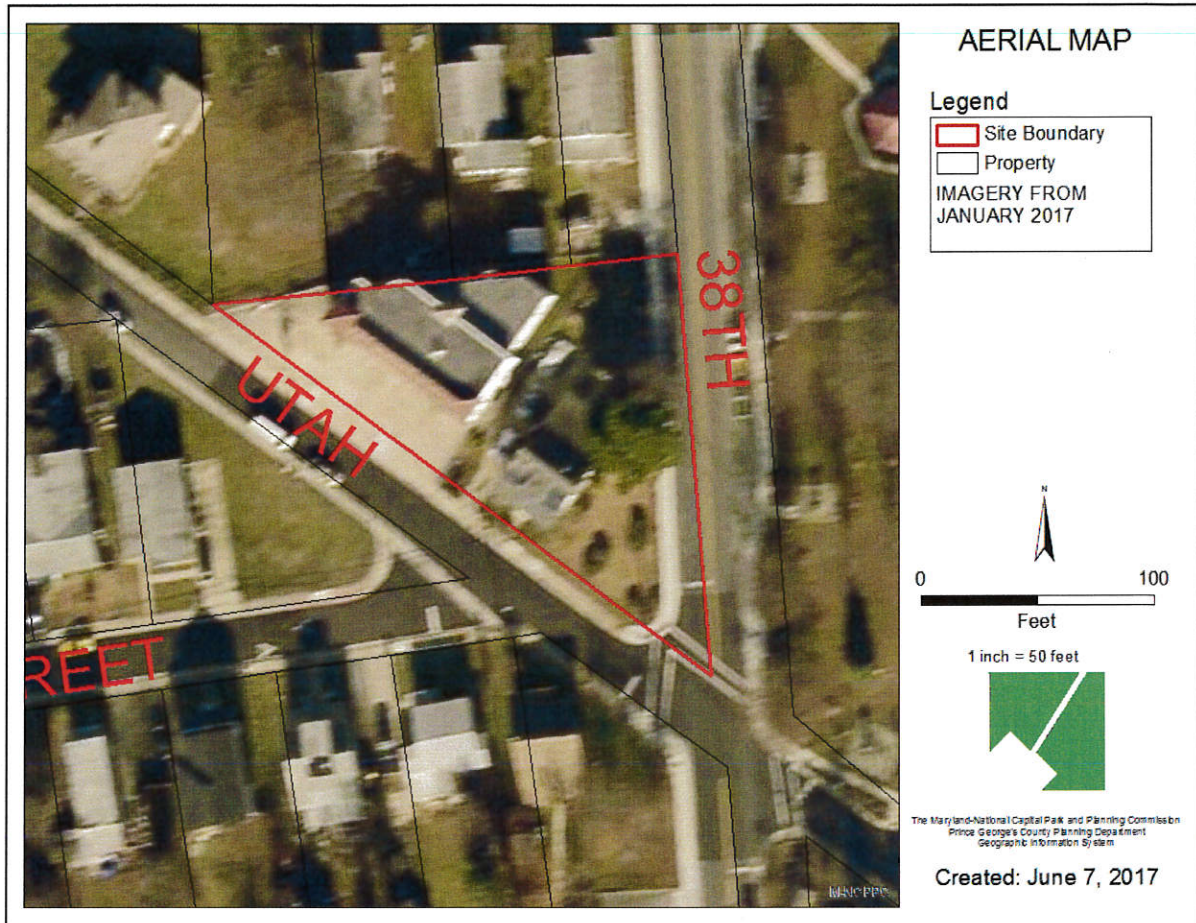 AERIAL MAP
Legend
Site Boundary
Property
IMAGERY FROM
JANUARY 2017
38TH
UTAH
REET
N
0 100
Feet
1 inch = 50 feet
The Maryland-National Capital Park and Planning Commission
Prince George's County Planning Department
Geographic Information System
Created: June 7, 2017
M-NCPPC